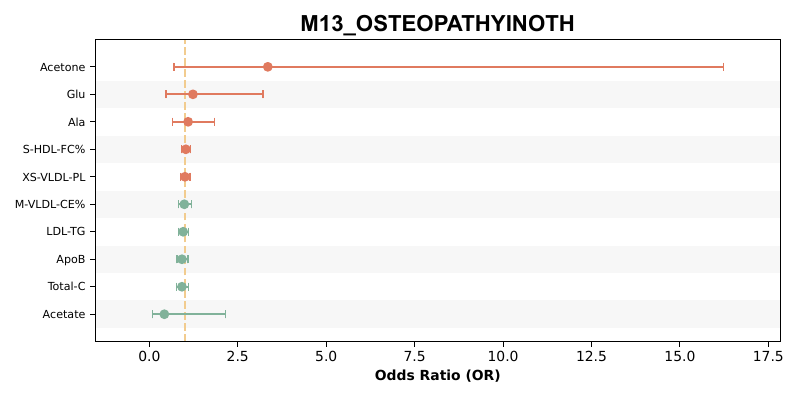 M13_OSTEOPATHYINOTH
Acetone
Glu
Ala
S-HDL-FC%
XS-VLDL-PL
M-VLDL-CE%
LDL-TG
ApoB
Total-C
Acetate
0.0 2.5 5.0 7.5 10.0 12.5 15.0 17.5
Odds Ratio (OR)